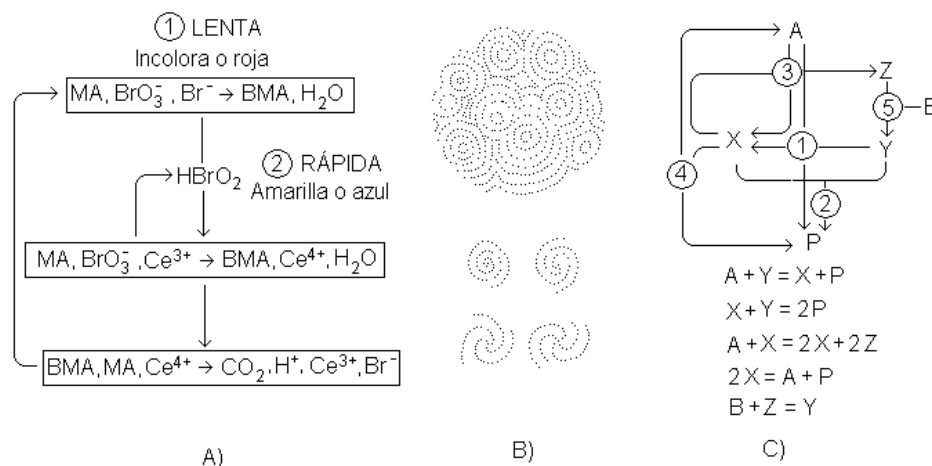 ① LENTA
Incolora o roja
MA, BrO₃⁻, Br⁻ → BMA, H₂O
② RÁPIDA
HBrO₂
Amarilla o azul
MA, BrO₃⁻, Ce³⁺ → BMA, Ce⁴⁺, H₂O
BMA, MA, Ce⁴⁺ → CO₂, H⁺, Ce³⁺, Br⁻
A)
B)
A
③
Z
⑤
X
①
Y
④
②
P
A + Y = X + P
X + Y = 2P
A + X = 2X + 2Z
2X = A + P
B + Z = Y
C)